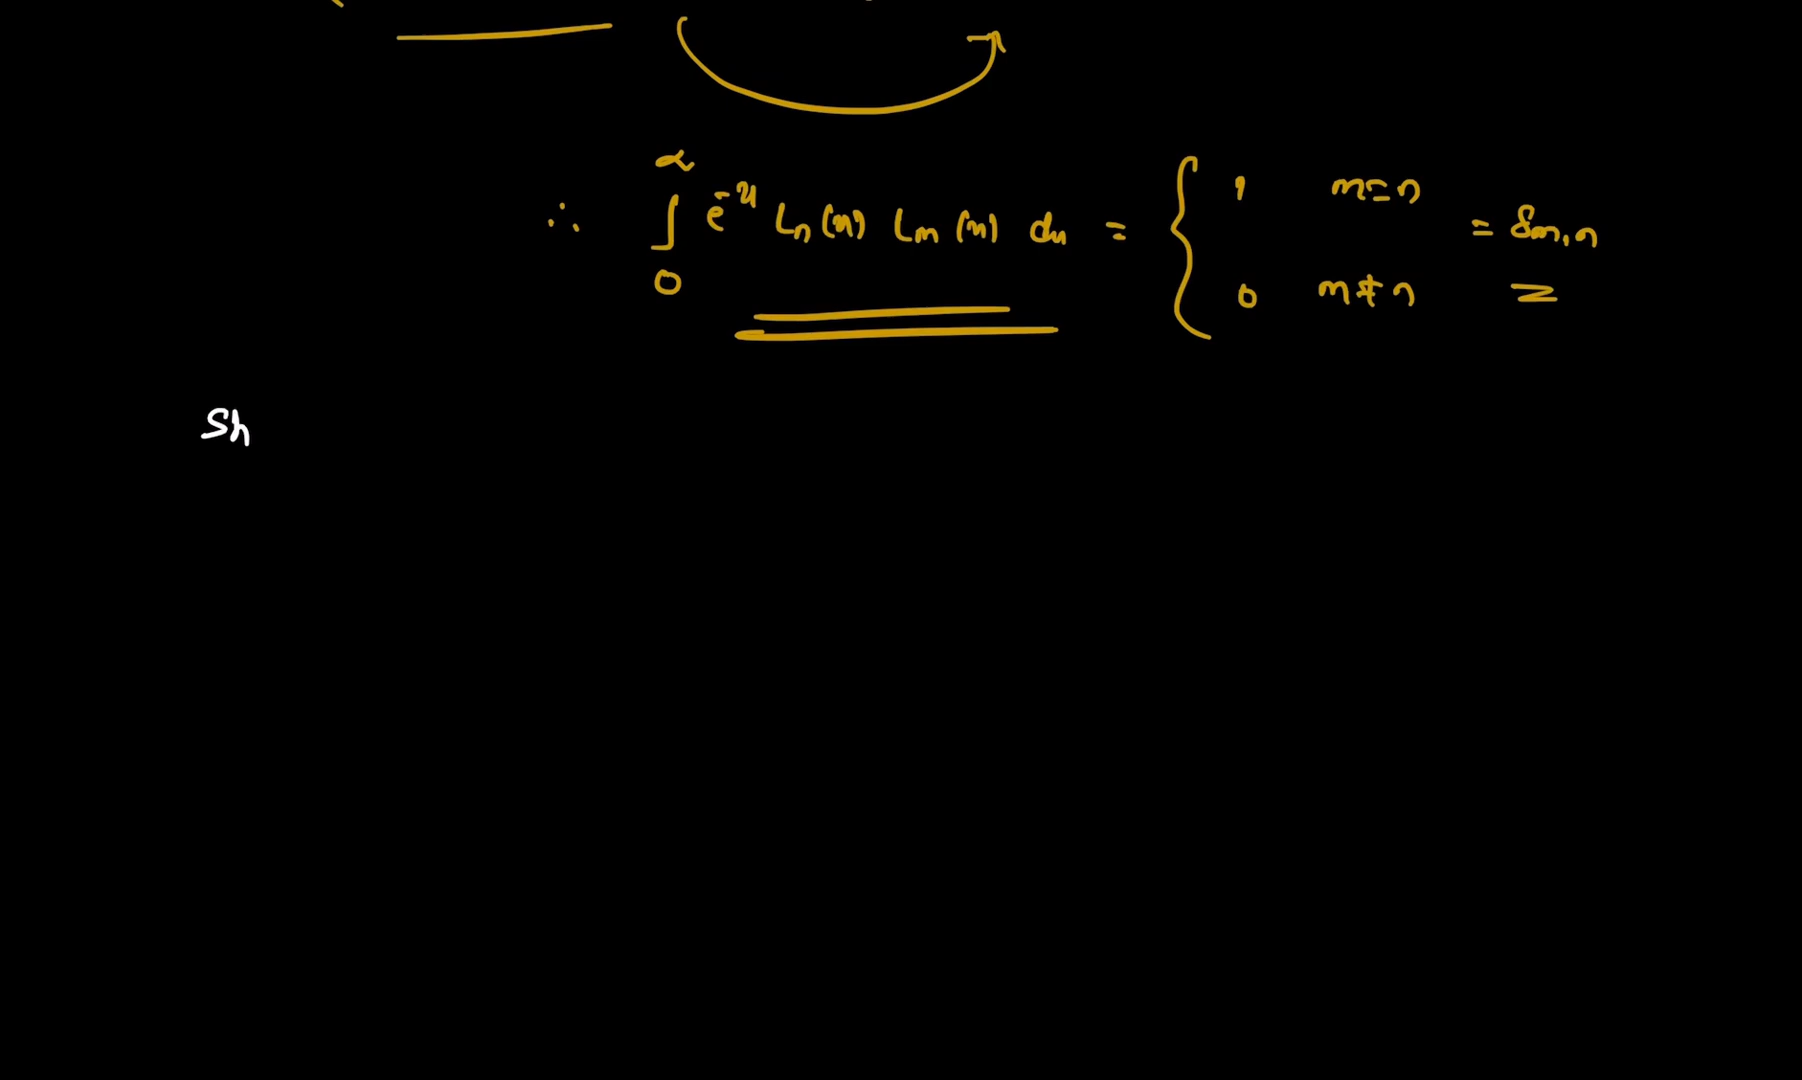 ∴ ∫₀^∝ e^{-x} Ln(x) Lm(x) dx = { 1 m=n
0 m≠n = δm,n
Sh